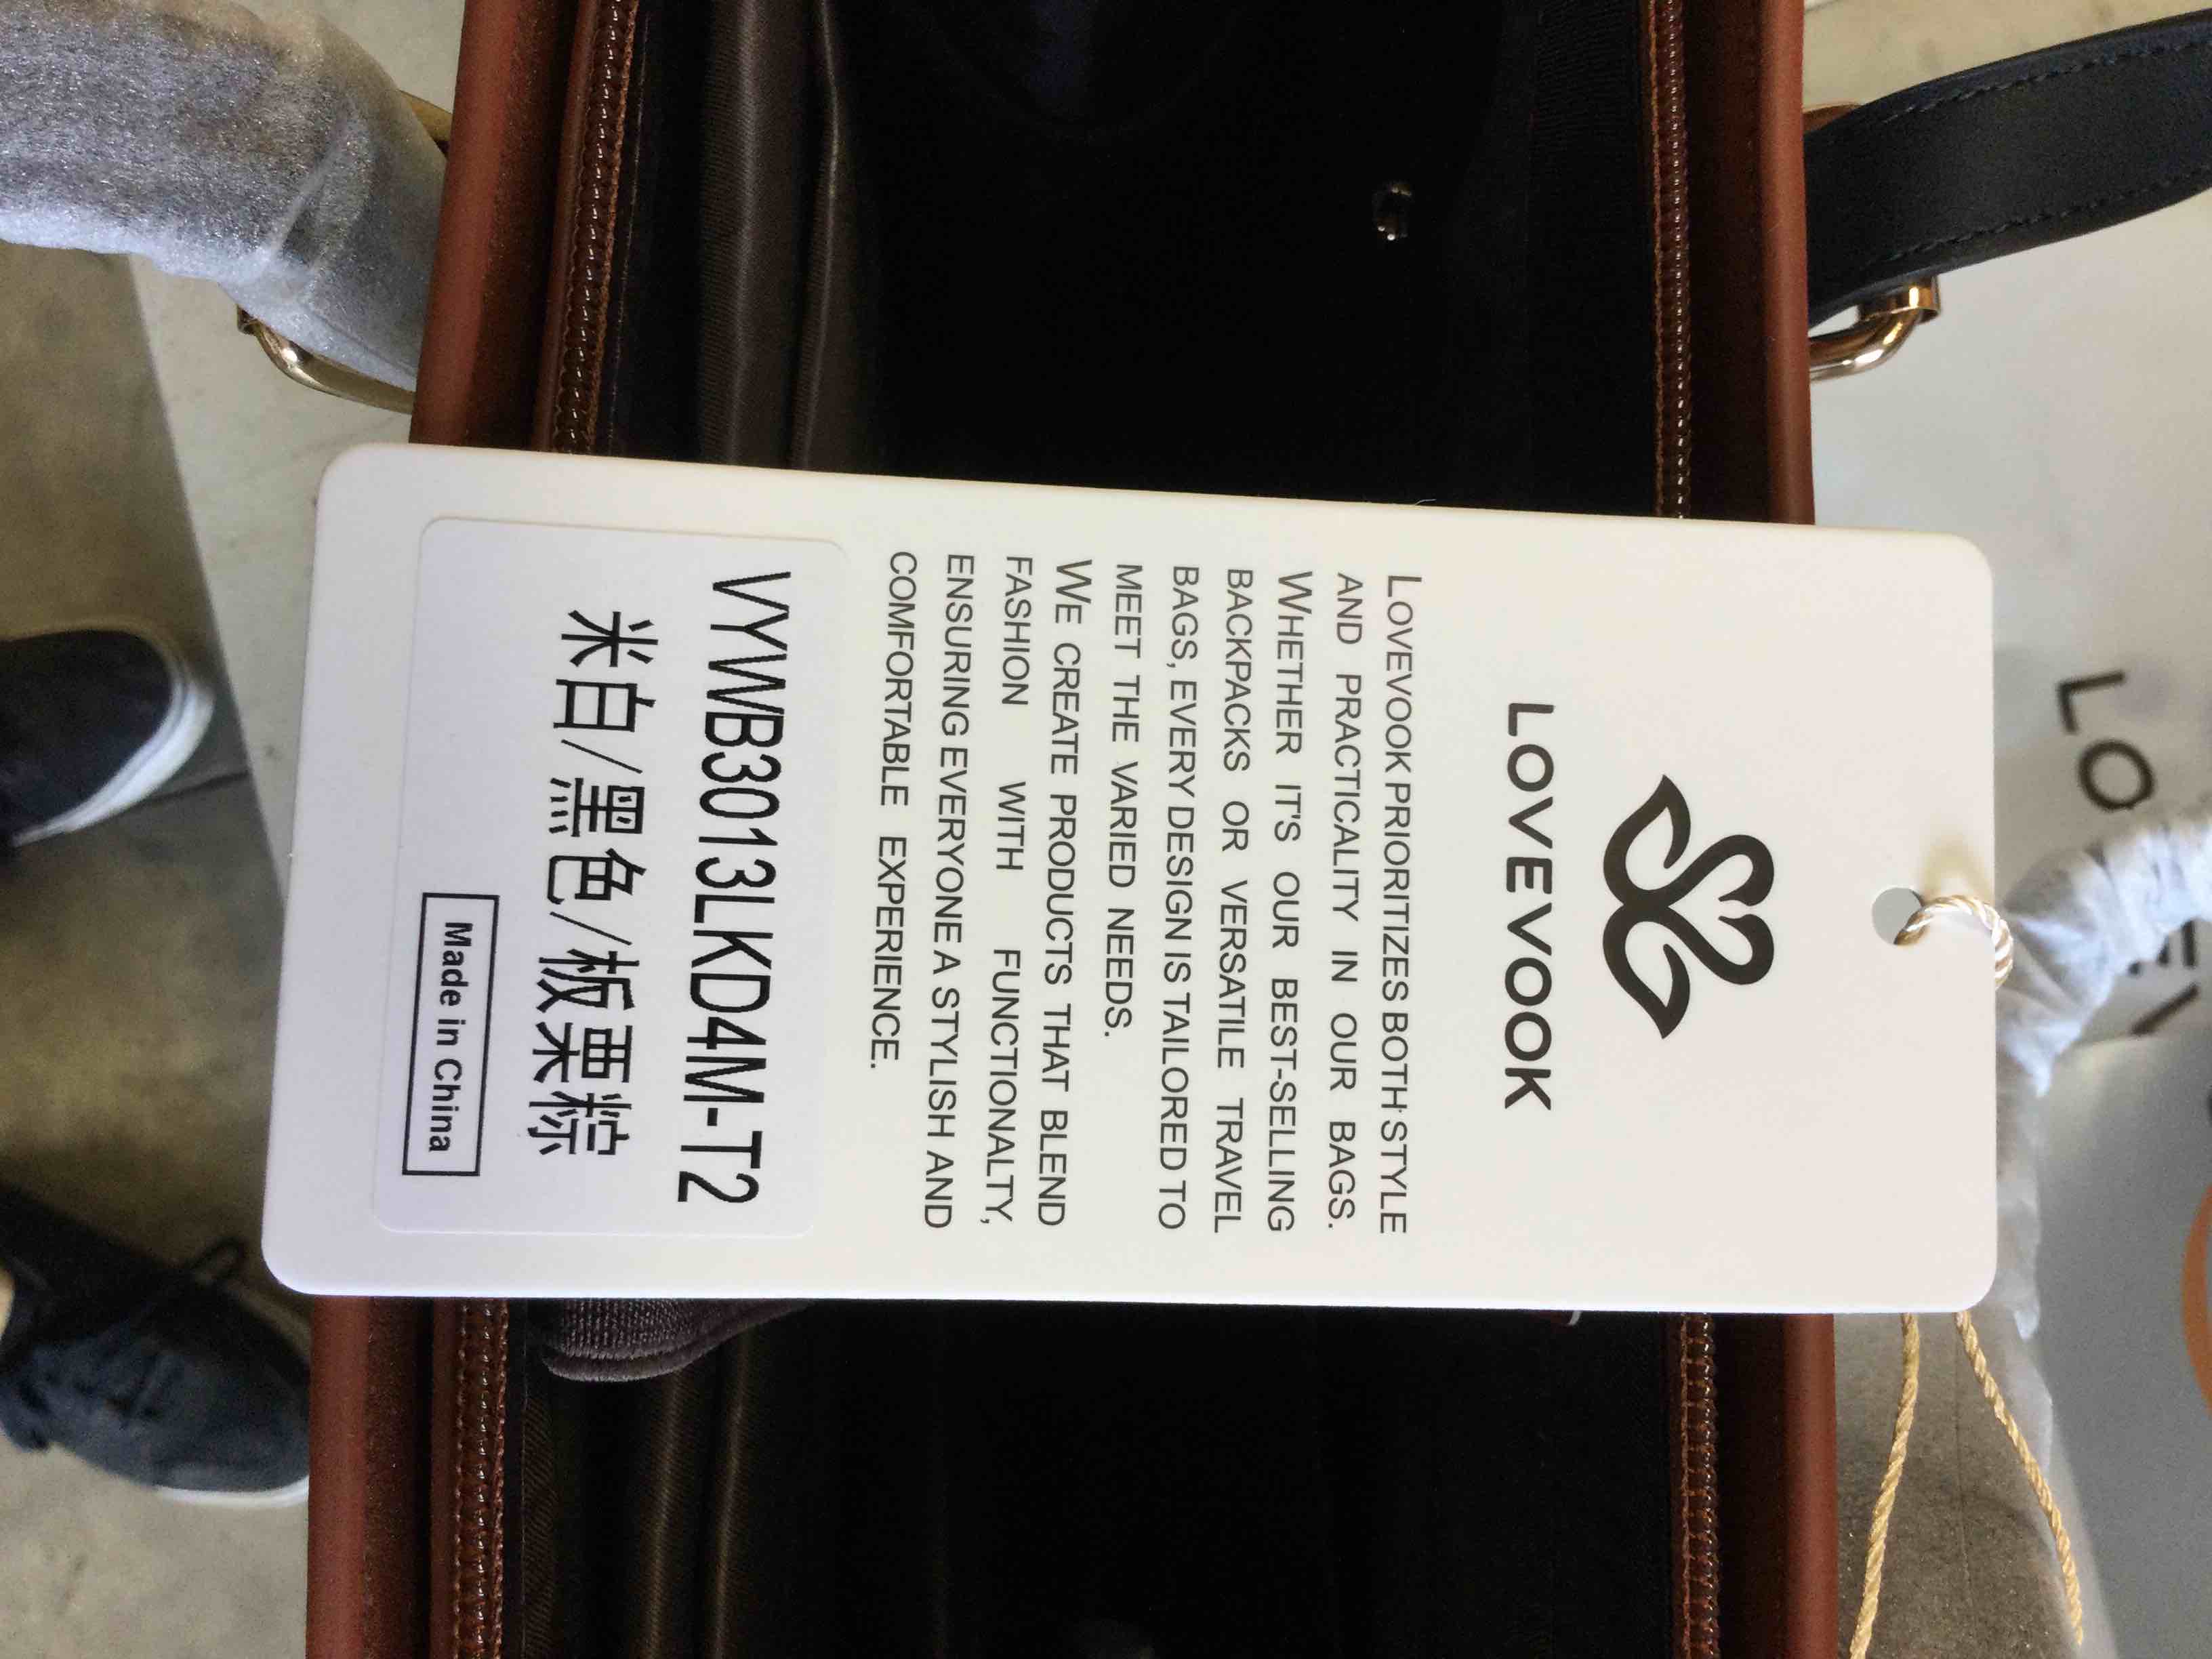 LOVEVOOK
LOVEVOOK PRIORITIZES BOTH STYLE
AND PRACTICALITY IN OUR BAGS.
WHETHER IT'S OUR BEST-SELLING
BACKPACKS OR VERSATILE TRAVEL
BAGS, EVERY DESIGN IS TAILORED TO
MEET THE VARIED NEEDS.
WE CREATE PRODUCTS THAT BLEND
FASHION WITH FUNCTIONALTY,
ENSURING EVERYONE A STYLISH AND
COMFORTABLE EXPERIENCE.
VYWB3013LKD4M-T2
米白/黑色/板栗粽
Made in China